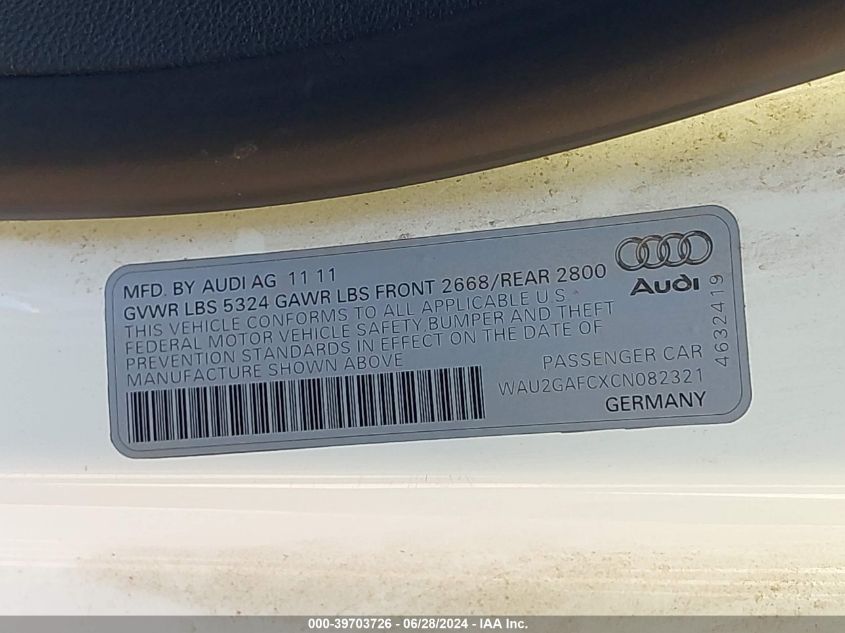 MFD. BY AUDI AG 11 11
GVWR LBS 5324 GAWR LBS FRONT 2668/REAR 2800
THIS VEHICLE CONFORMS TO ALL APPLICABLE U S
FEDERAL MOTOR VEHICLE SAFETY, BUMPER AND THEFT
PREVENTION STANDARDS IN EFFECT ON THE DATE OF
MANUFACTURE SHOWN ABOVE
PASSENGER CAR
WAU2GAFCXCN082321
GERMANY
Audi
4632419
000-39703726 - 06/28/2024 - IAA Inc.